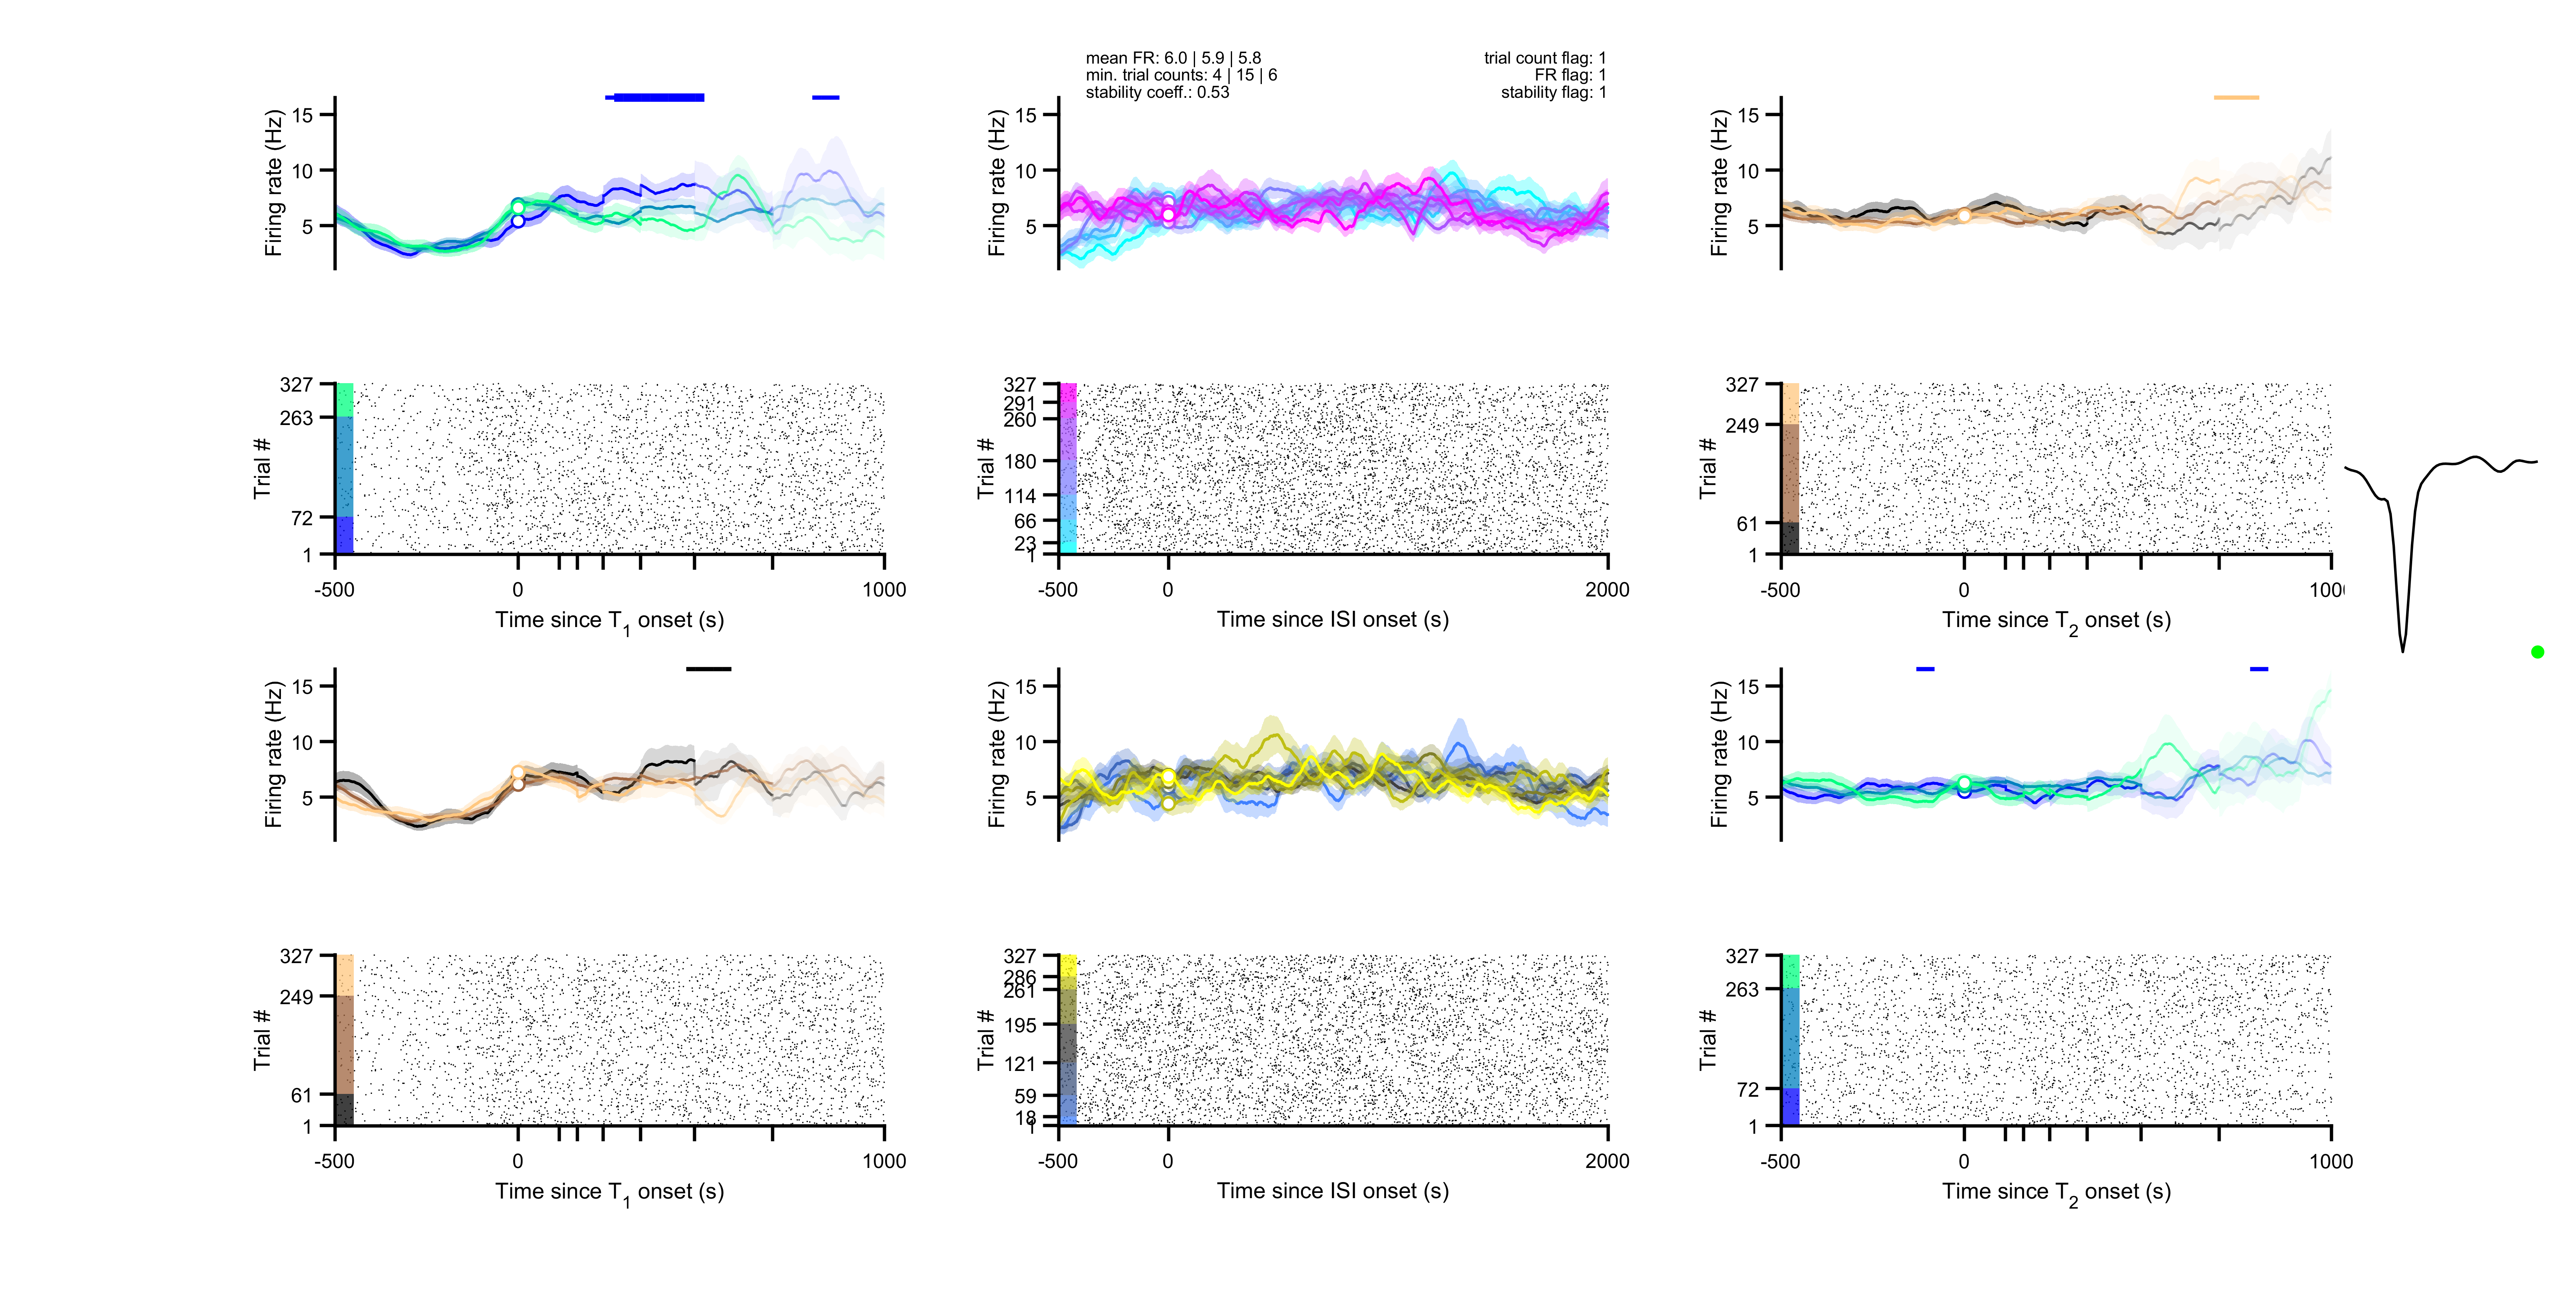 mean FR: 6.0 | 5.9 | 5.8
min. trial counts: 4 | 15 | 6
stability coeff.: 0.53
trial count flag: 1
FR flag: 1
stability flag: 1
Firing rate (Hz)
15
10
5
Firing rate (Hz)
15
10
5
Firing rate (Hz)
15
10
5
Trial #
327
263
72
1
-500
0
1000
Time since T1 onset (s)
Trial #
327
291
260
180
114
66
23
1
-500
0
2000
Time since ISI onset (s)
Trial #
327
249
61
1
-500
0
Time since T2 onset (s)
Firing rate (Hz)
15
10
5
Firing rate (Hz)
15
10
5
Firing rate (Hz)
15
10
5
Trial #
327
249
61
1
-500
0
1000
Time since T1 onset (s)
Trial #
327
286
261
195
121
59
18
1
-500
0
2000
Time since ISI onset (s)
Trial #
327
263
72
1
-500
0
1000
Time since T2 onset (s)